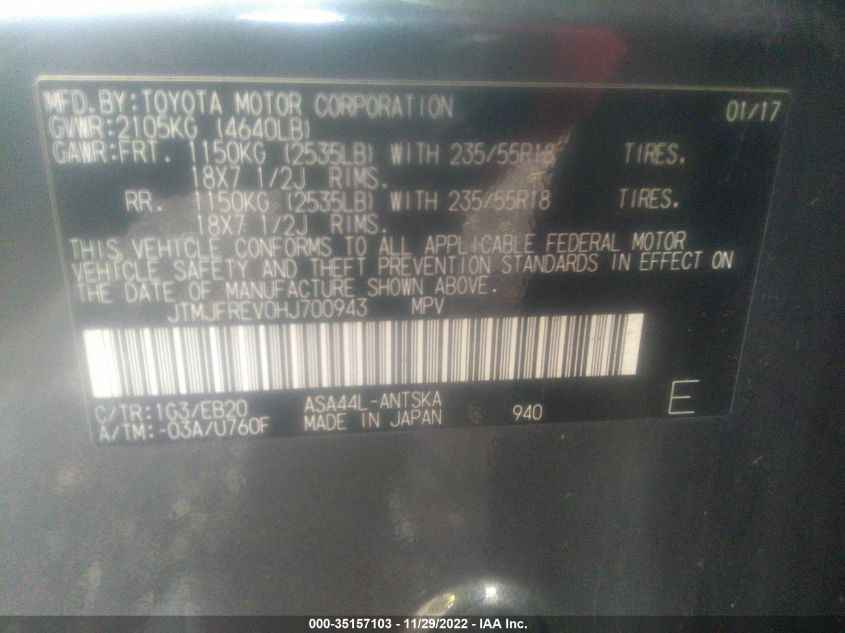 MFD.BY:TOYOTA MOTOR CORPORATION 01/17
GVWR:2105KG (4640LB)
GAWR:FRT. 1150KG (2535LB) WITH 235/55R18 TIRES.
18X7 1/2J RIMS.
RR. 1150KG (2535LB) WITH 235/55R18 TIRES.
18X7 1/2J RIMS.
THIS VEHICLE CONFORMS TO ALL APPLICABLE FEDERAL MOTOR
VEHICLE SAFETY AND THEFT PREVENTION STANDARDS IN EFFECT ON
THE DATE OF MANUFACTURE SHOWN ABOVE.
JTMJFREV0HJ700943 MPV
C/TR:1G3/EB20 ASA44L-ANTSKA
A/TM:-03A/U760F MADE IN JAPAN 940 E
000-35157103 - 11/29/2022 - IAA Inc.